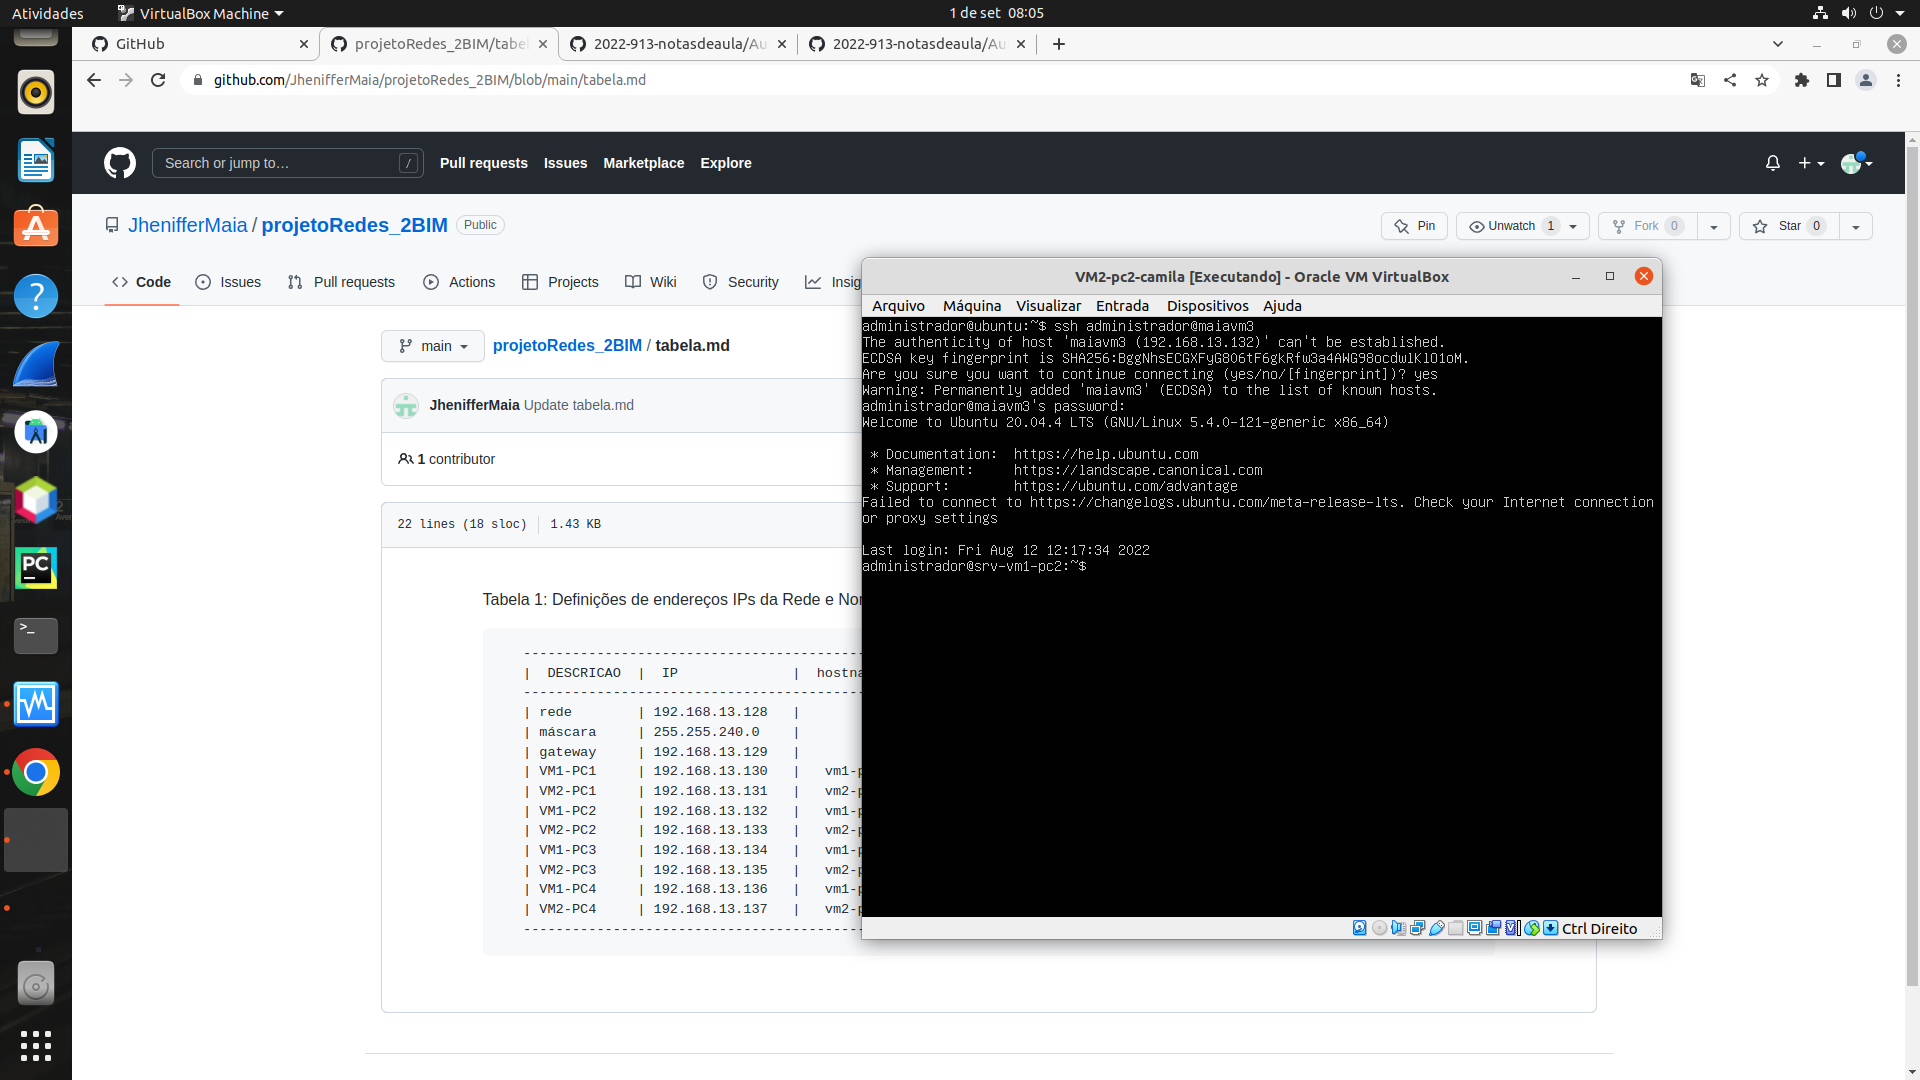 Atividades
VirtualBox Machine
1 de set 08:05
GitHub
projetoRedes_2BIM/tabe
2022-913-notasdeaula/Au
2022-913-notasdeaula/Au
github.com/JhenifferMaia/projetoRedes_2BIM/blob/main/tabela.md
Search or jump to…
/
Pull requests
Issues
Marketplace
Explore
JhenifferMaia / projetoRedes_2BIM
Public
Pin
Unwatch 1
Fork 0
Star 0
Code
Issues
Pull requests
Actions
Projects
Wiki
Security
Insig
main
projetoRedes_2BIM / tabela.md
JhenifferMaia Update tabela.md
1 contributor
22 lines (18 sloc)
1.43 KB
Tabela 1: Definições de endereços IPs da Rede e Nor
------------------------------------------
| DESCRICAO | IP | hostna
------------------------------------------
| rede | 192.168.13.128 |
| máscara | 255.255.240.0 |
| gateway | 192.168.13.129 |
| VM1-PC1 | 192.168.13.130 | vm1-p
| VM2-PC1 | 192.168.13.131 | vm2-p
| VM1-PC2 | 192.168.13.132 | vm1-p
| VM2-PC2 | 192.168.13.133 | vm2-p
| VM1-PC3 | 192.168.13.134 | vm1-p
| VM2-PC3 | 192.168.13.135 | vm2-p
| VM1-PC4 | 192.168.13.136 | vm1-p
| VM2-PC4 | 192.168.13.137 | vm2-p
------------------------------------------
VM2-pc2-camila [Executando] - Oracle VM VirtualBox
Arquivo Máquina Visualizar Entrada Dispositivos Ajuda
administrador@ubuntu:~$ ssh administrador@maiavm3
The authenticity of host 'maiavm3 (192.168.13.132)' can't be established.
ECDSA key fingerprint is SHA256:BggNhsECGXFyG8O6tF6gkRfw3a4AWG98ocdwlKlO1oM.
Are you sure you want to continue connecting (yes/no/[fingerprint])? yes
Warning: Permanently added 'maiavm3' (ECDSA) to the list of known hosts.
administrador@maiavm3's password:
Welcome to Ubuntu 20.04.4 LTS (GNU/Linux 5.4.0-121-generic x86_64)
* Documentation: https://help.ubuntu.com
* Management: https://landscape.canonical.com
* Support: https://ubuntu.com/advantage
Failed to connect to https://changelogs.ubuntu.com/meta-release-lts. Check your Internet connection
or proxy settings
Last login: Fri Aug 12 12:17:34 2022
administrador@srv-vm1-pc2:~$
Ctrl Direito